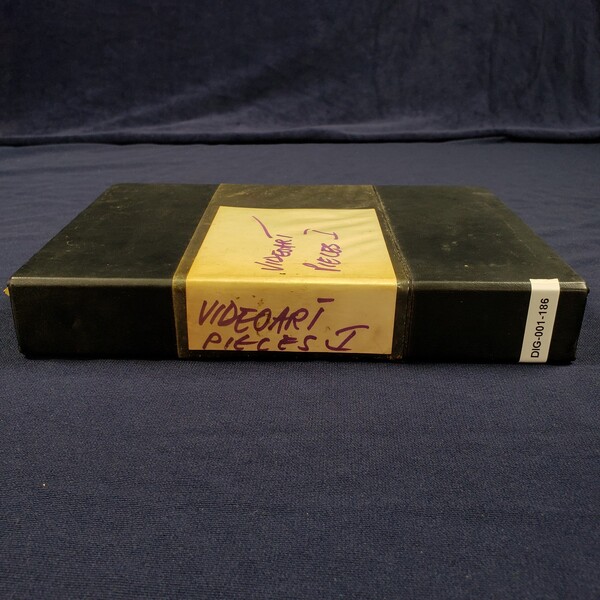 VIDEOART
PIECES I
VIDEOART
PIECES I
DIG-001-186